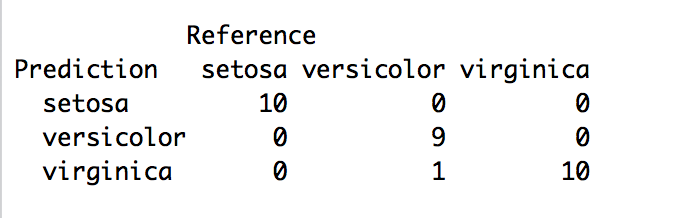 Reference
Prediction setosa versicolor virginica
setosa 10 0 0
versicolor 0 9 0
virginica 0 1 10